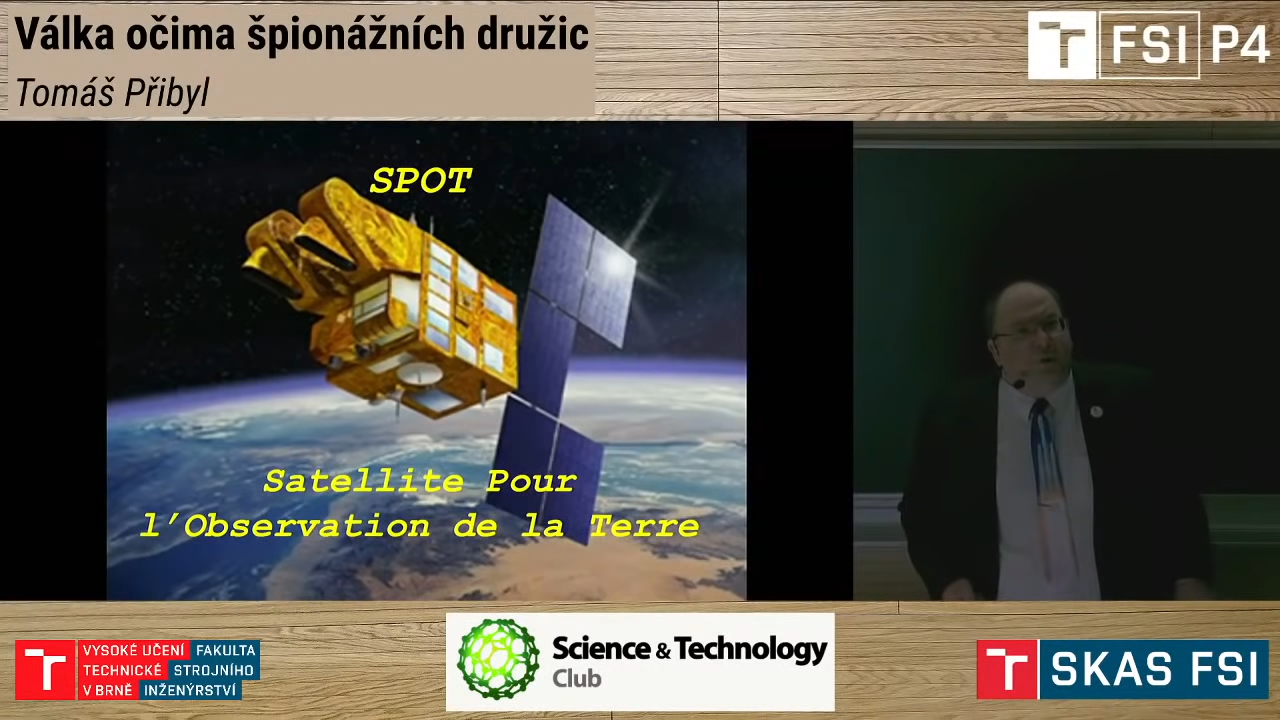 Válka očima špionážních družic
Tomáš Přibyl
FSI P4
SPOT
Satellite Pour
l'Observation de la Terre
VYSOKÉ UČENÍ FAKULTA
TECHNICKÉ STROJNÍHO
V BRNĚ INŽENÝRSTVÍ
Science & Technology
Club
SKAS FSI